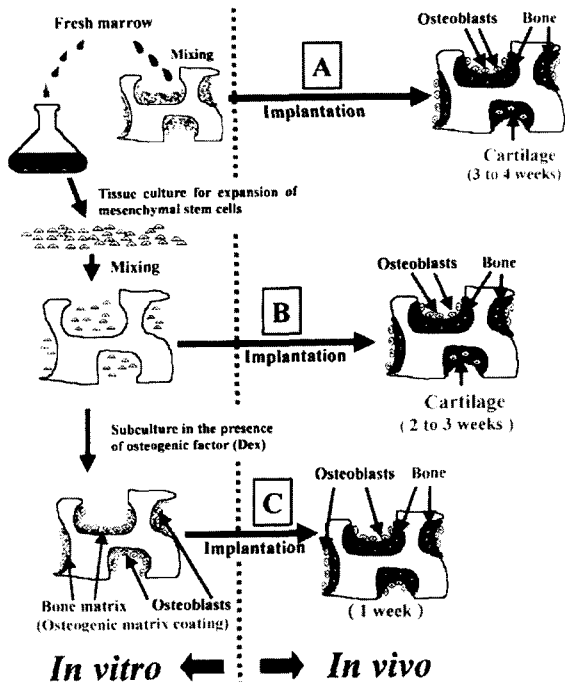 Fresh marrow
Mixing
A
Implantation
Osteoblasts Bone
Cartilage
(3 to 4 weeks)
Tissue culture for expansion of
mesenchymal stem cells
Mixing
B
Implantation
Osteoblasts Bone
Cartilage
( 2 to 3 weeks )
Subculture in the presence
of osteogenic factor (Dex)
C
Implantation
Osteoblasts Bone
( 1 week )
Bone matrix Osteoblasts
(Osteogenic matrix coating)
In vitro In vivo